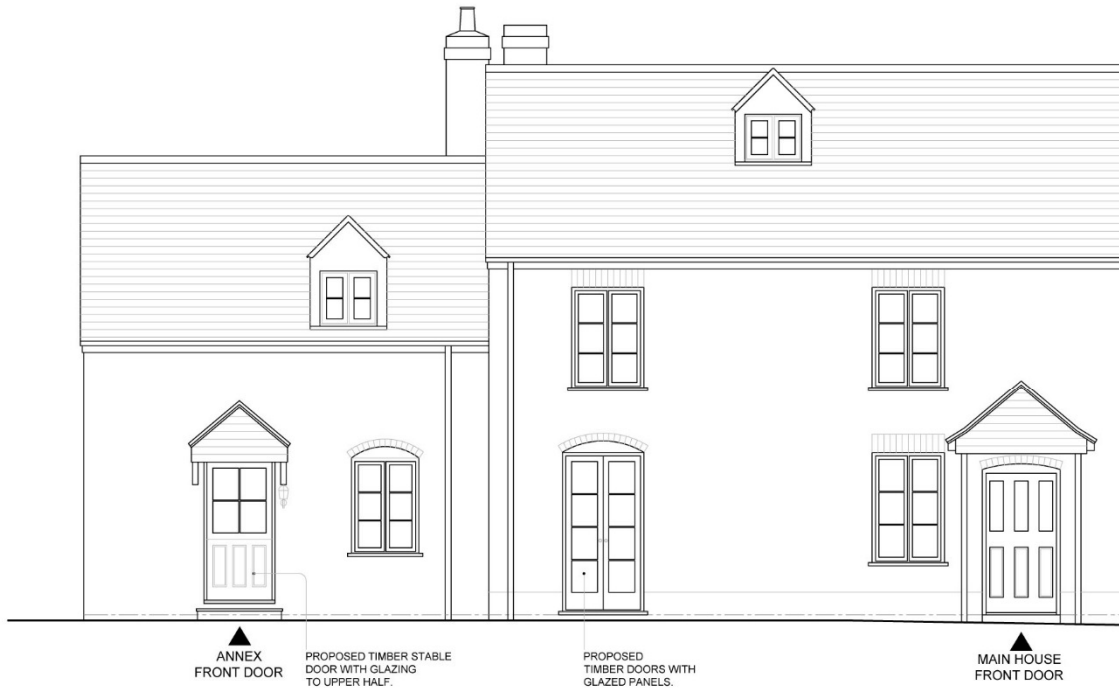 ANNEX
FRONT DOOR
PROPOSED TIMBER STABLE
DOOR WITH GLAZING
TO UPPER HALF.
PROPOSED
TIMBER DOORS WITH
GLAZED PANELS.
MAIN HOUSE
FRONT DOOR